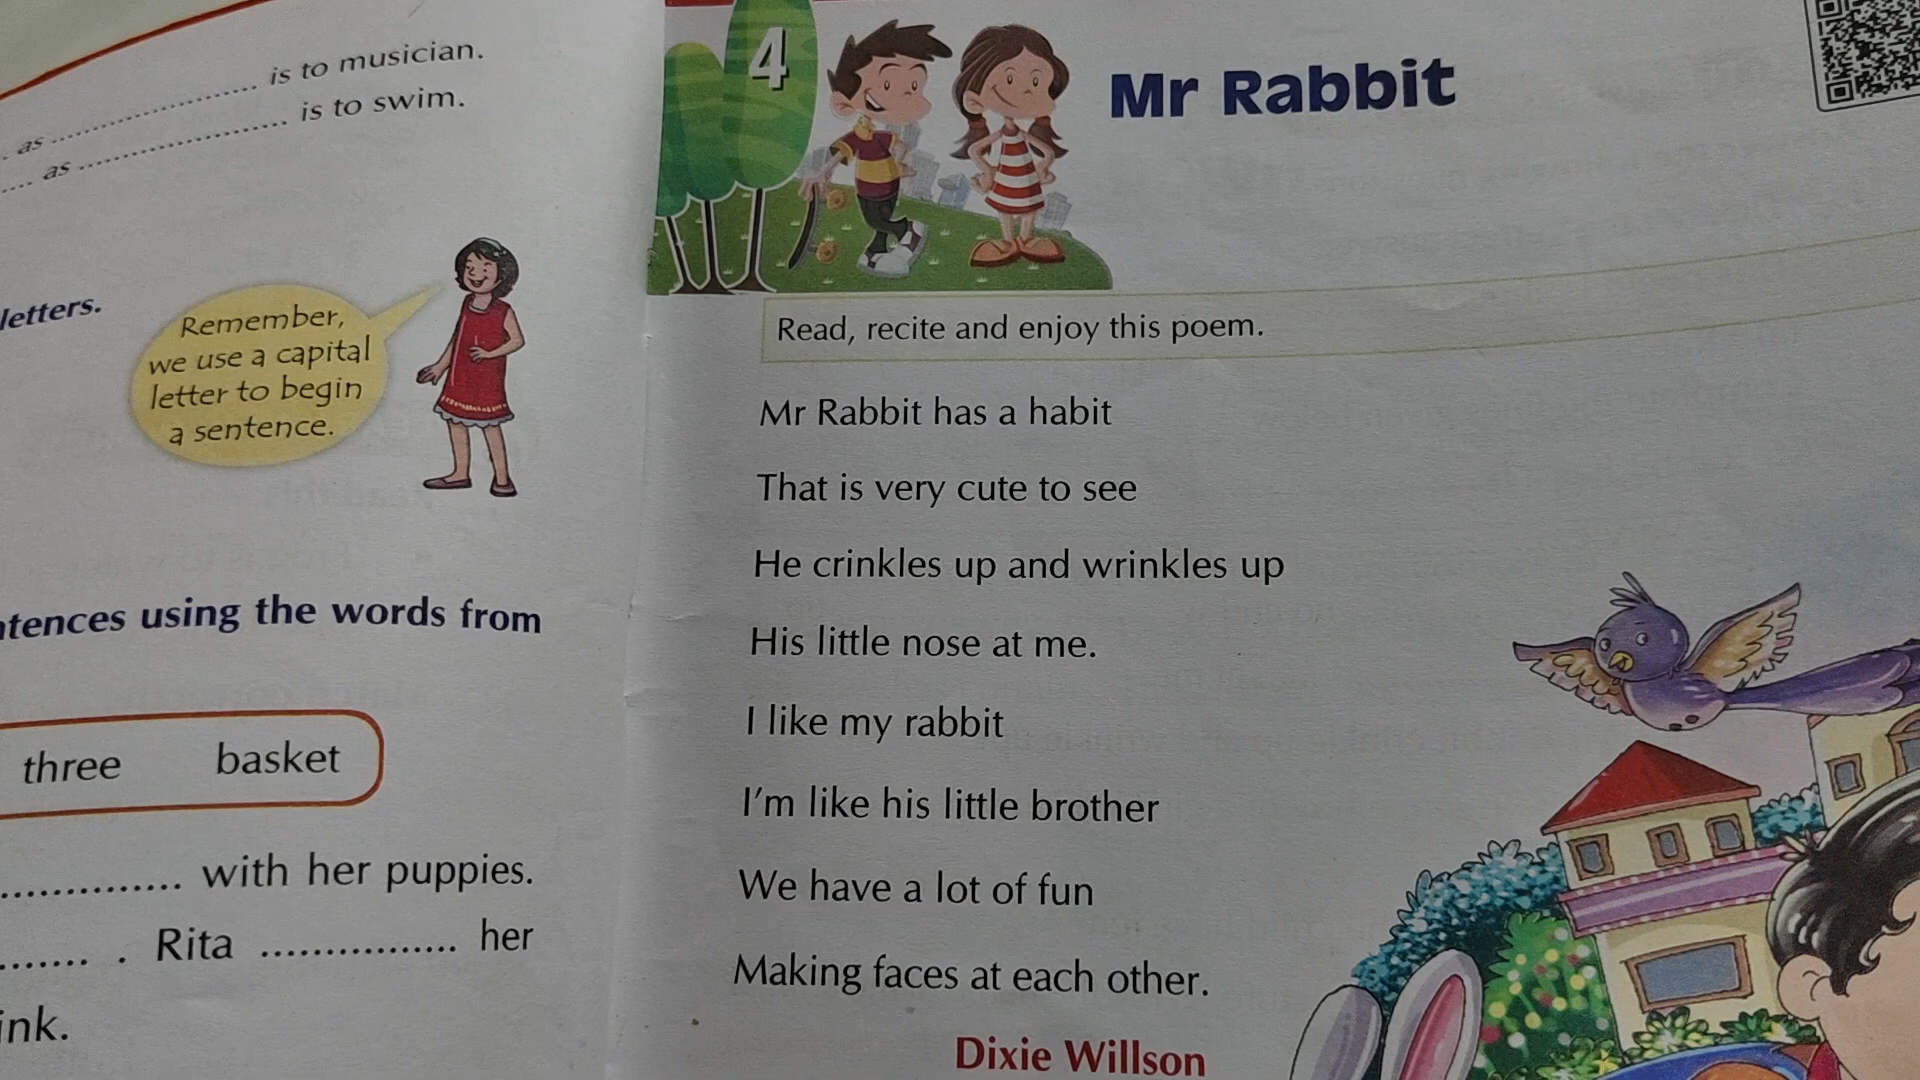 as ............ is to musician.
.... as ............ is to swim.
letters.
Remember,
we use a capital
letter to begin
a sentence.
using the words from
three basket
.............. with her puppies.
....... . Rita ................ her
4
Mr Rabbit
Read, recite and enjoy this poem.
Mr Rabbit has a habit
That is very cute to see
He crinkles up and wrinkles up
His little nose at me.
I like my rabbit
I'm like his little brother
We have a lot of fun
Making faces at each other.
Dixie Willson